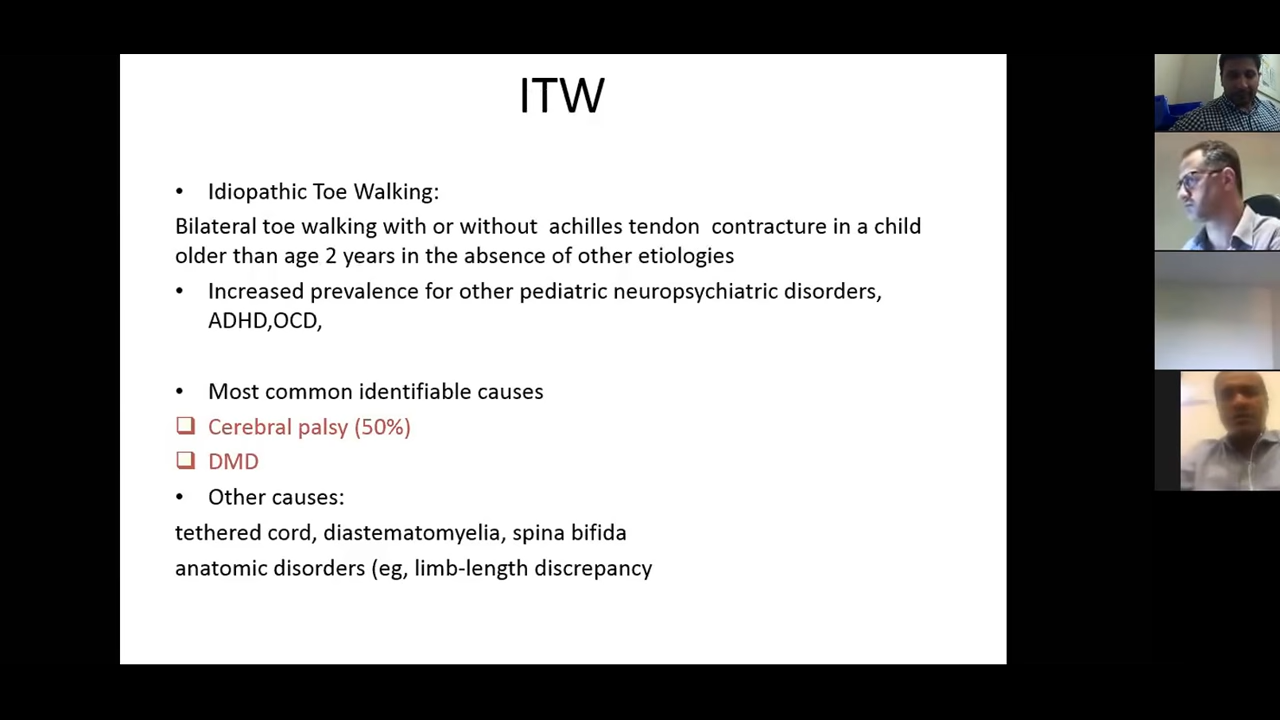 ITW
• Idiopathic Toe Walking:
Bilateral toe walking with or without achilles tendon contracture in a child
older than age 2 years in the absence of other etiologies
• Increased prevalence for other pediatric neuropsychiatric disorders,
ADHD,OCD,
• Most common identifiable causes
❑ Cerebral palsy (50%)
❑ DMD
• Other causes:
tethered cord, diastematomyelia, spina bifida
anatomic disorders (eg, limb-length discrepancy